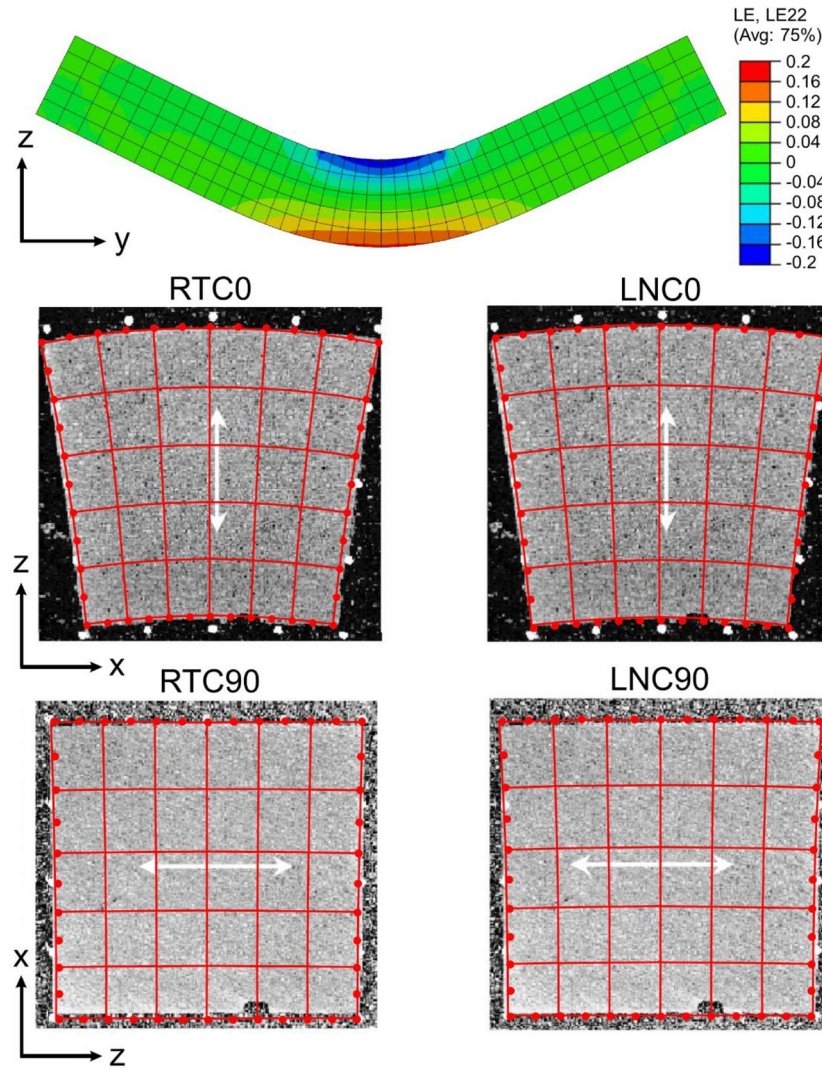 LE, LE22
(Avg: 75%)
0.2
0.16
0.12
0.08
0.04
0
-0.04
-0.08
-0.12
-0.16
-0.2
z
y
RTC0
LNC0
z
x
RTC90
LNC90
x
z